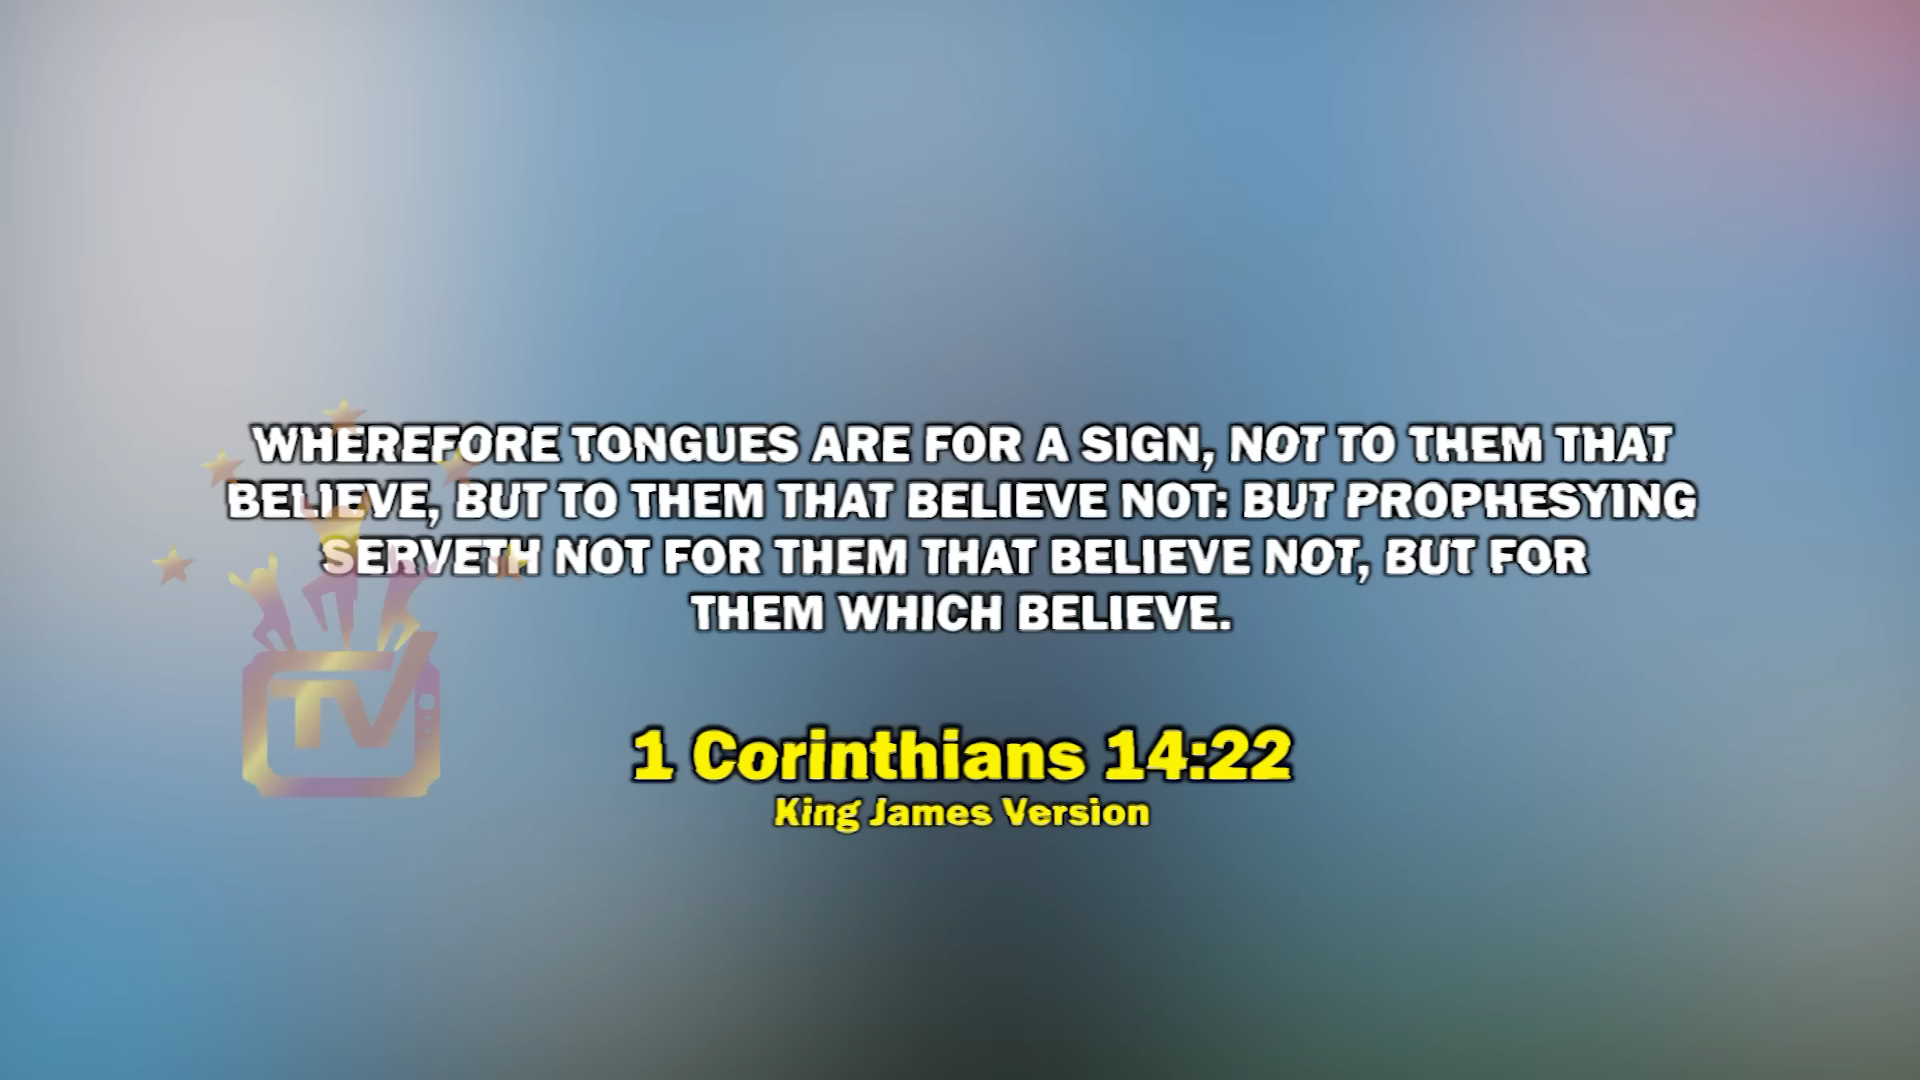 WHEREFORE TONGUES ARE FOR A SIGN, NOT TO THEM THAT
BELIEVE, BUT TO THEM THAT BELIEVE NOT: BUT PROPHESYING
SERVETH NOT FOR THEM THAT BELIEVE NOT, BUT FOR
THEM WHICH BELIEVE.
TV
1 Corinthians 14:22
King James Version